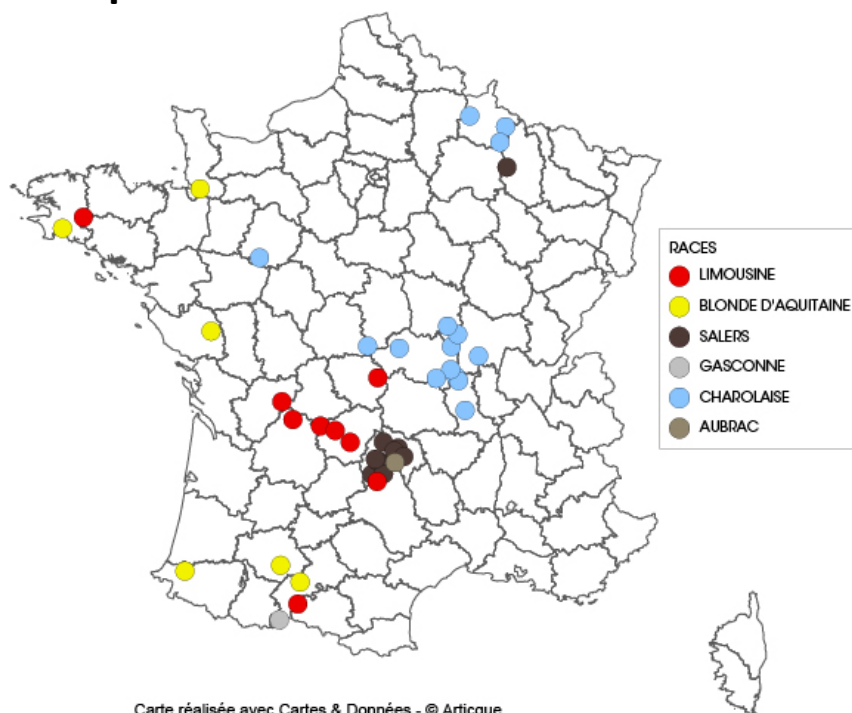 RACES
LIMOUSINE
BLONDE D'AQUITAINE
SALERS
GASCONNE
CHAROLAISE
AUBRAC
Carte réalisée avec Cartes & Données - © Articque